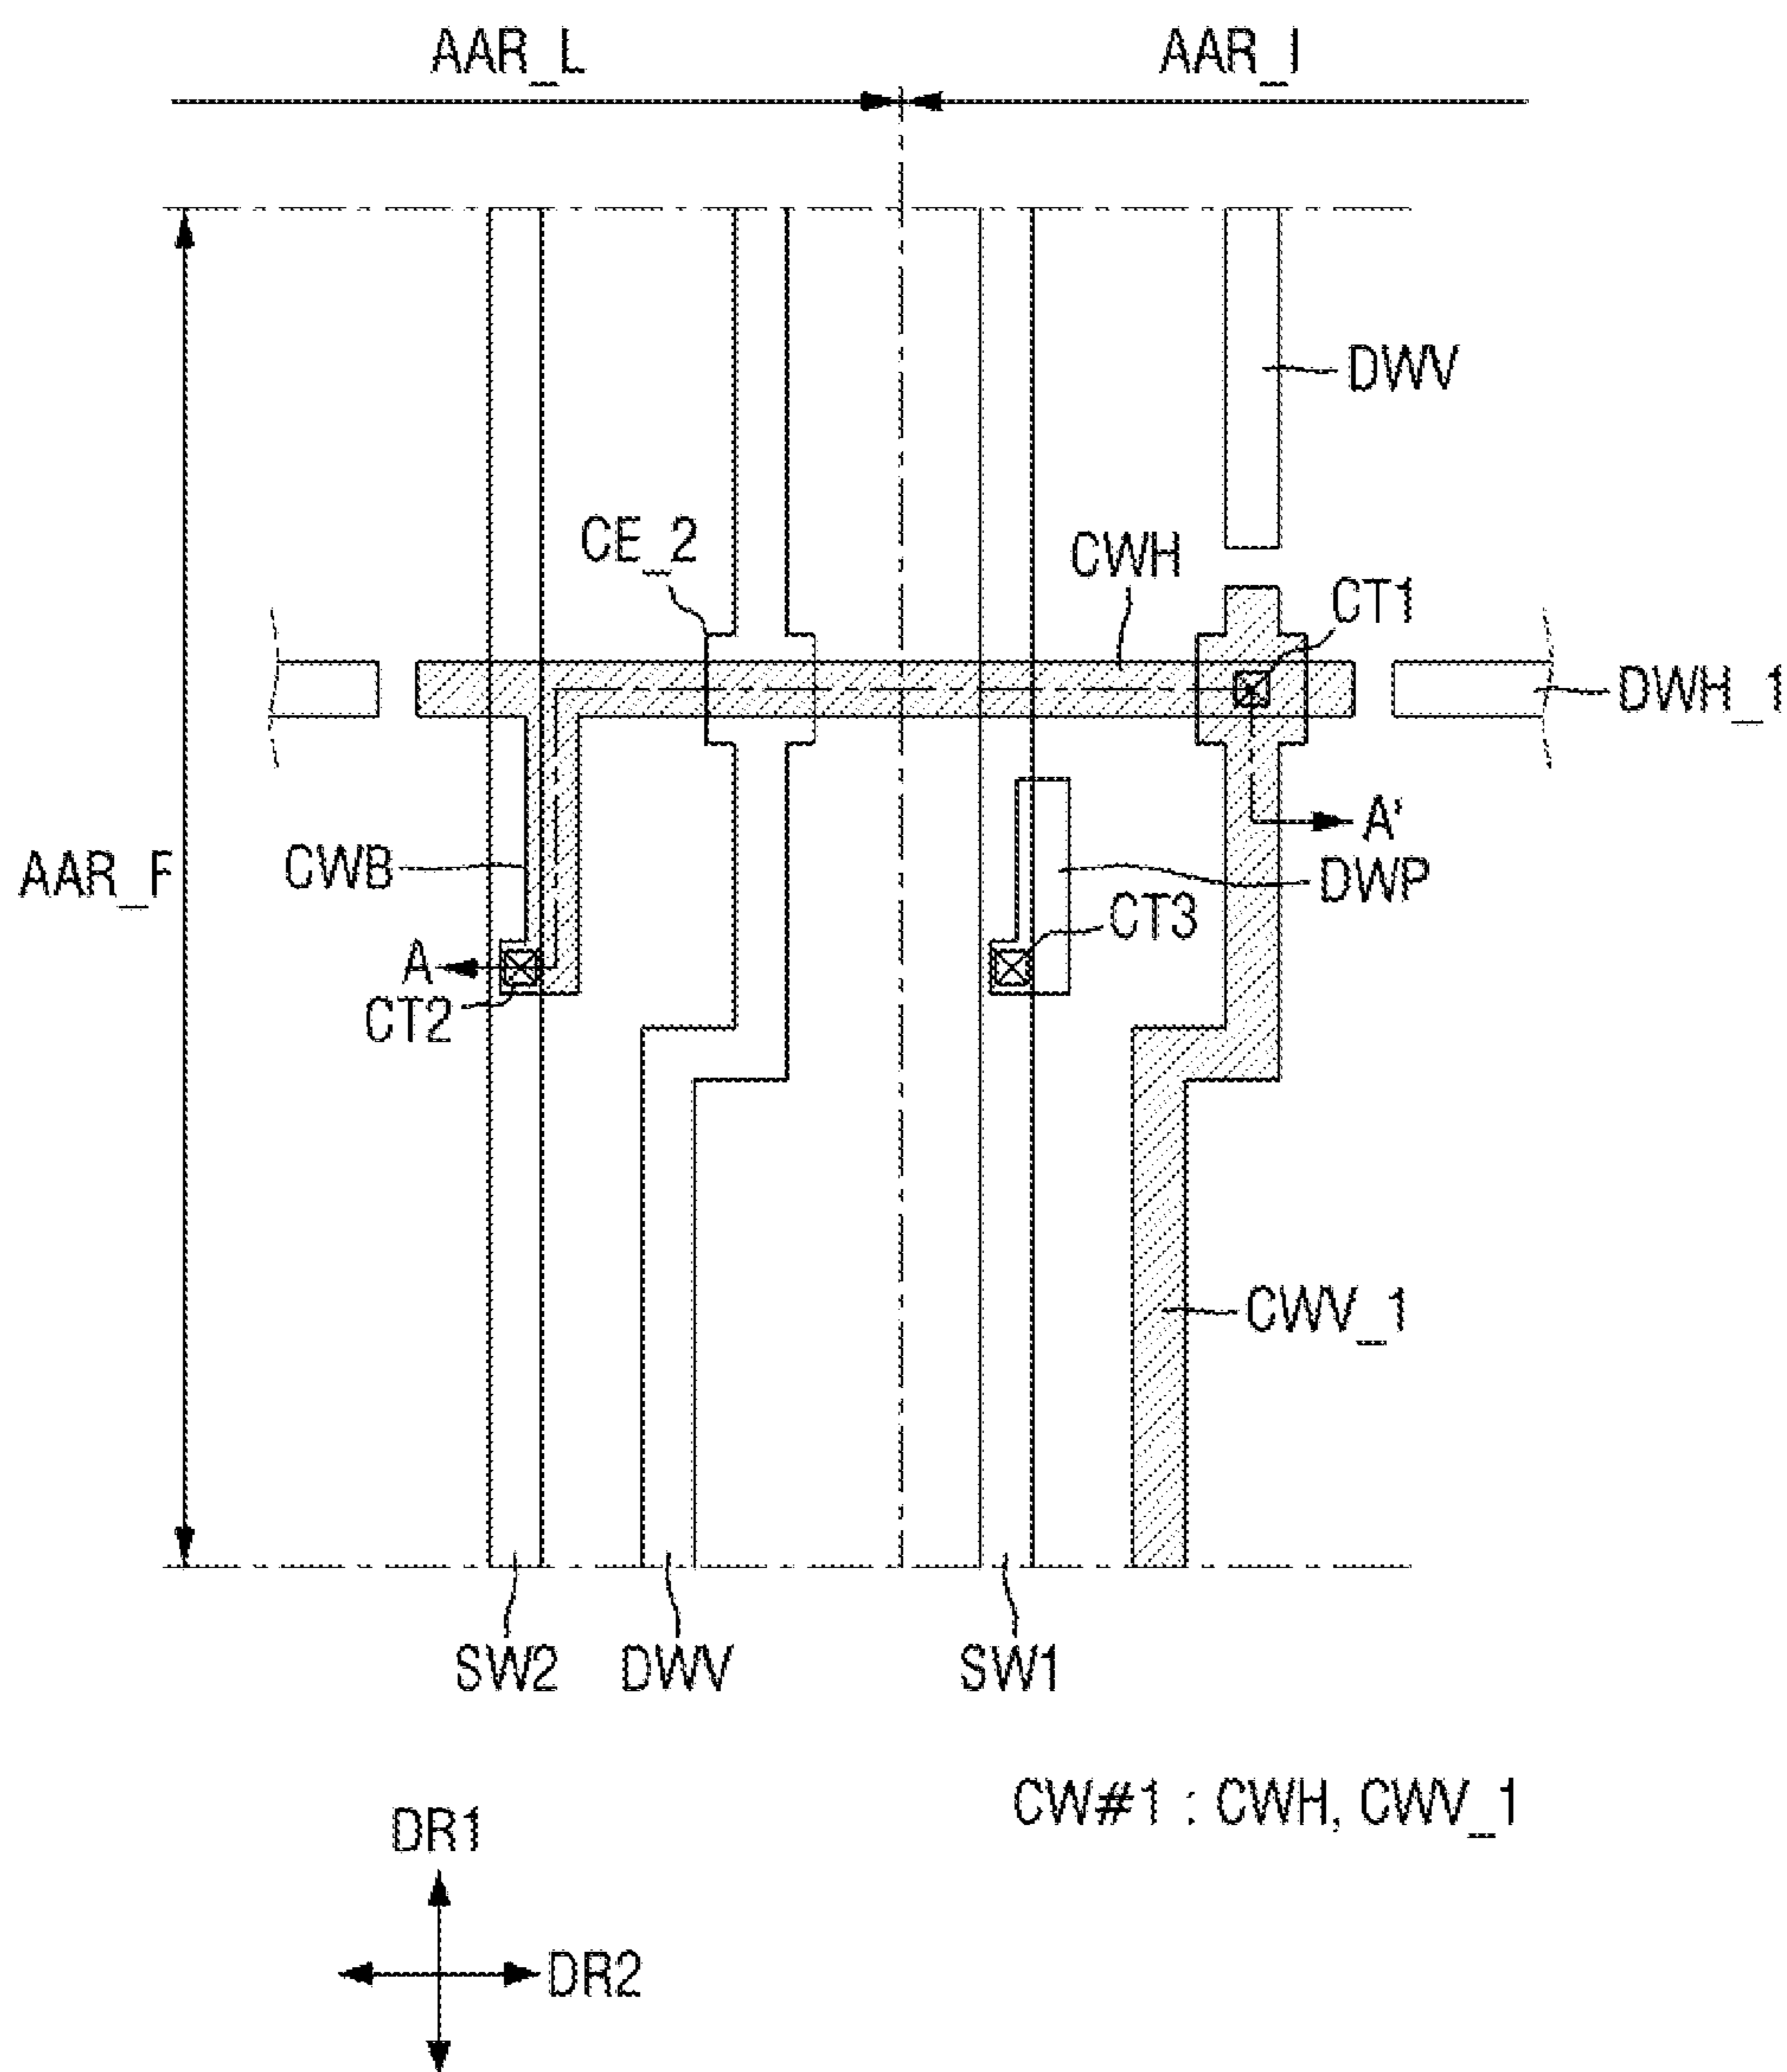 AAR_L
AAR_I
DWV
CE_2
CWH
CT1
DWH_1
A'
AAR_F
CWB
DWP
CT3
A
CT2
CWV_1
SW2
DWV
SW1
CW#1 : CWH, CWV_1
DR1
DR2